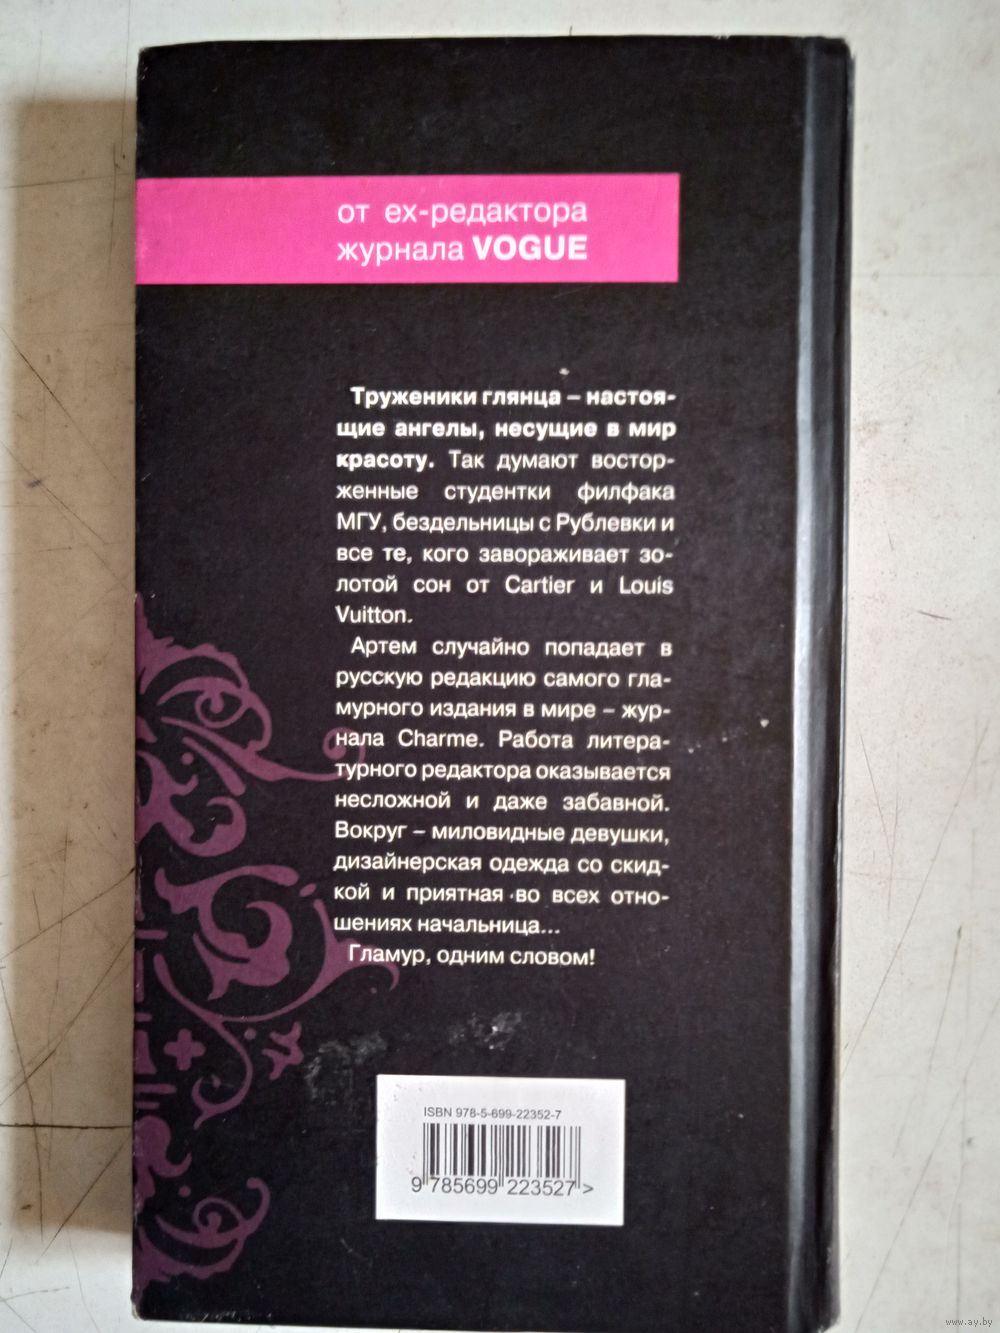 от ex-редактора
журнала VOGUE
Труженики глянца – настоя-
щие ангелы, несущие в мир
красоту. Так думают востор-
женные студентки филфака
МГУ, бездельницы с Рублевки и
все те, кого завораживает зо-
лотой сон от Cartier и Louis
Vuitton.
Артем случайно попадает в
русскую редакцию самого гла-
мурного издания в мире – жур-
нала Charme. Работа литера-
турного редактора оказывается
несложной и даже забавной.
Вокруг – миловидные девушки,
дизайнерская одежда со скид-
кой и приятная во всех отно-
шениях начальница...
Гламур, одним словом!
ISBN 978-5-699-22352-7
9 785699 223527 >
www.ay.by